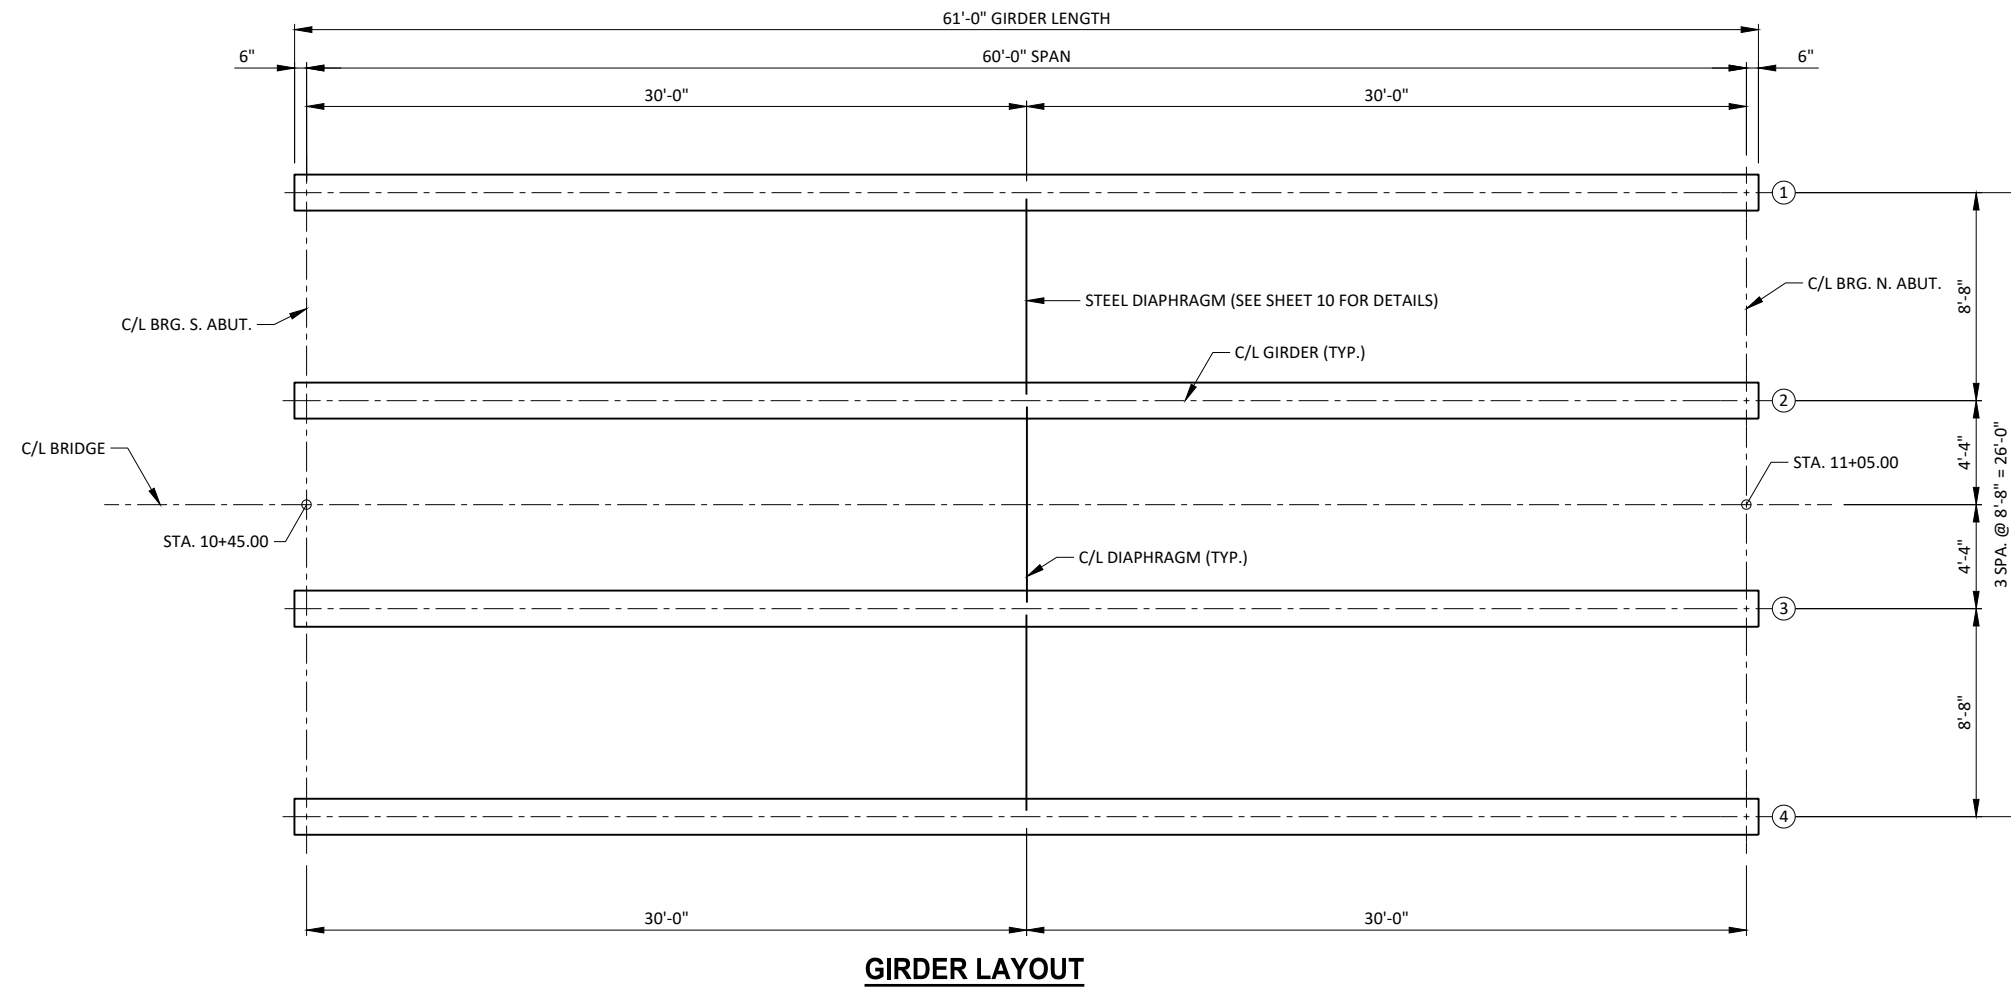 61'-0" GIRDER LENGTH
6"
60'-0" SPAN
6"
30'-0"
30'-0"
1
C/L BRG. N. ABUT.
8'-8"
STEEL DIAPHRAGM (SEE SHEET 10 FOR DETAILS)
C/L BRG. S. ABUT.
C/L GIRDER (TYP.)
2
C/L BRIDGE
4'-4"
STA. 11+05.00
3 SPA. @ 8'-8" = 26'-0"
STA. 10+45.00
4'-4"
C/L DIAPHRAGM (TYP.)
3
8'-8"
4
30'-0"
30'-0"
GIRDER LAYOUT